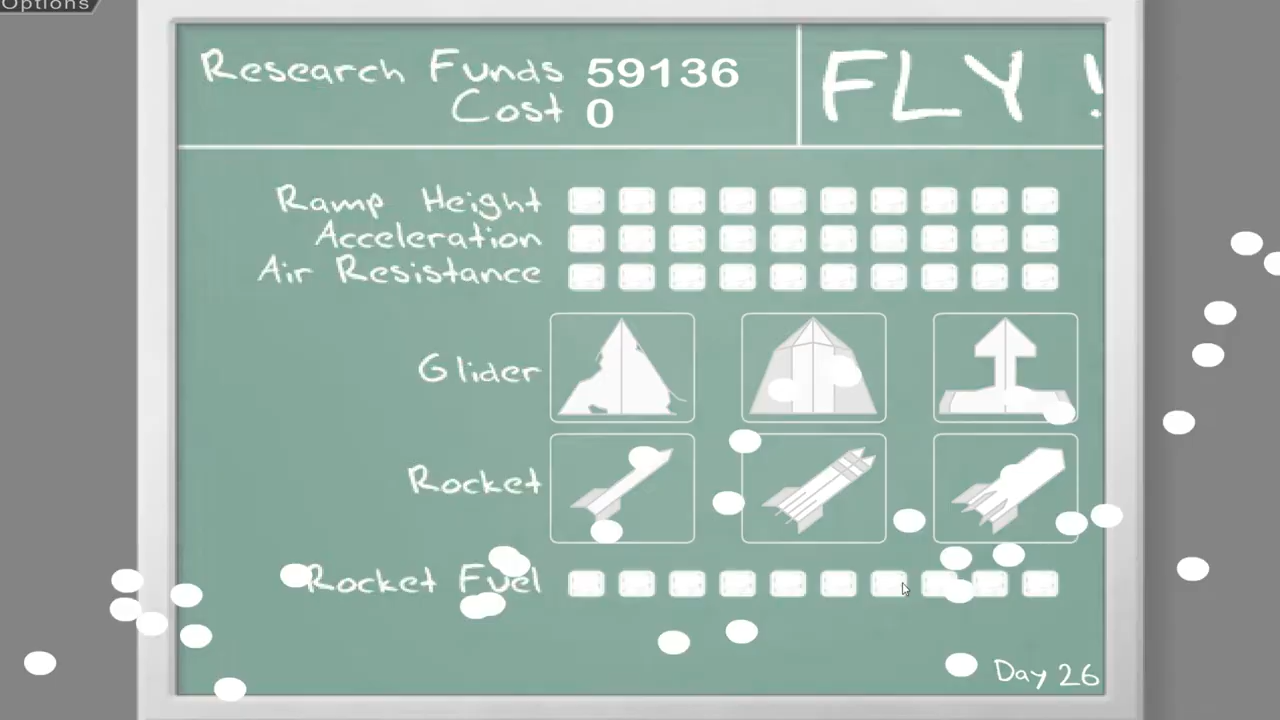 Options
Research Funds 59136
Cost 0
FLY!
Ramp Height
Acceleration
Air Resistance
Glider
Rocket
Rocket Fuel
Day 26